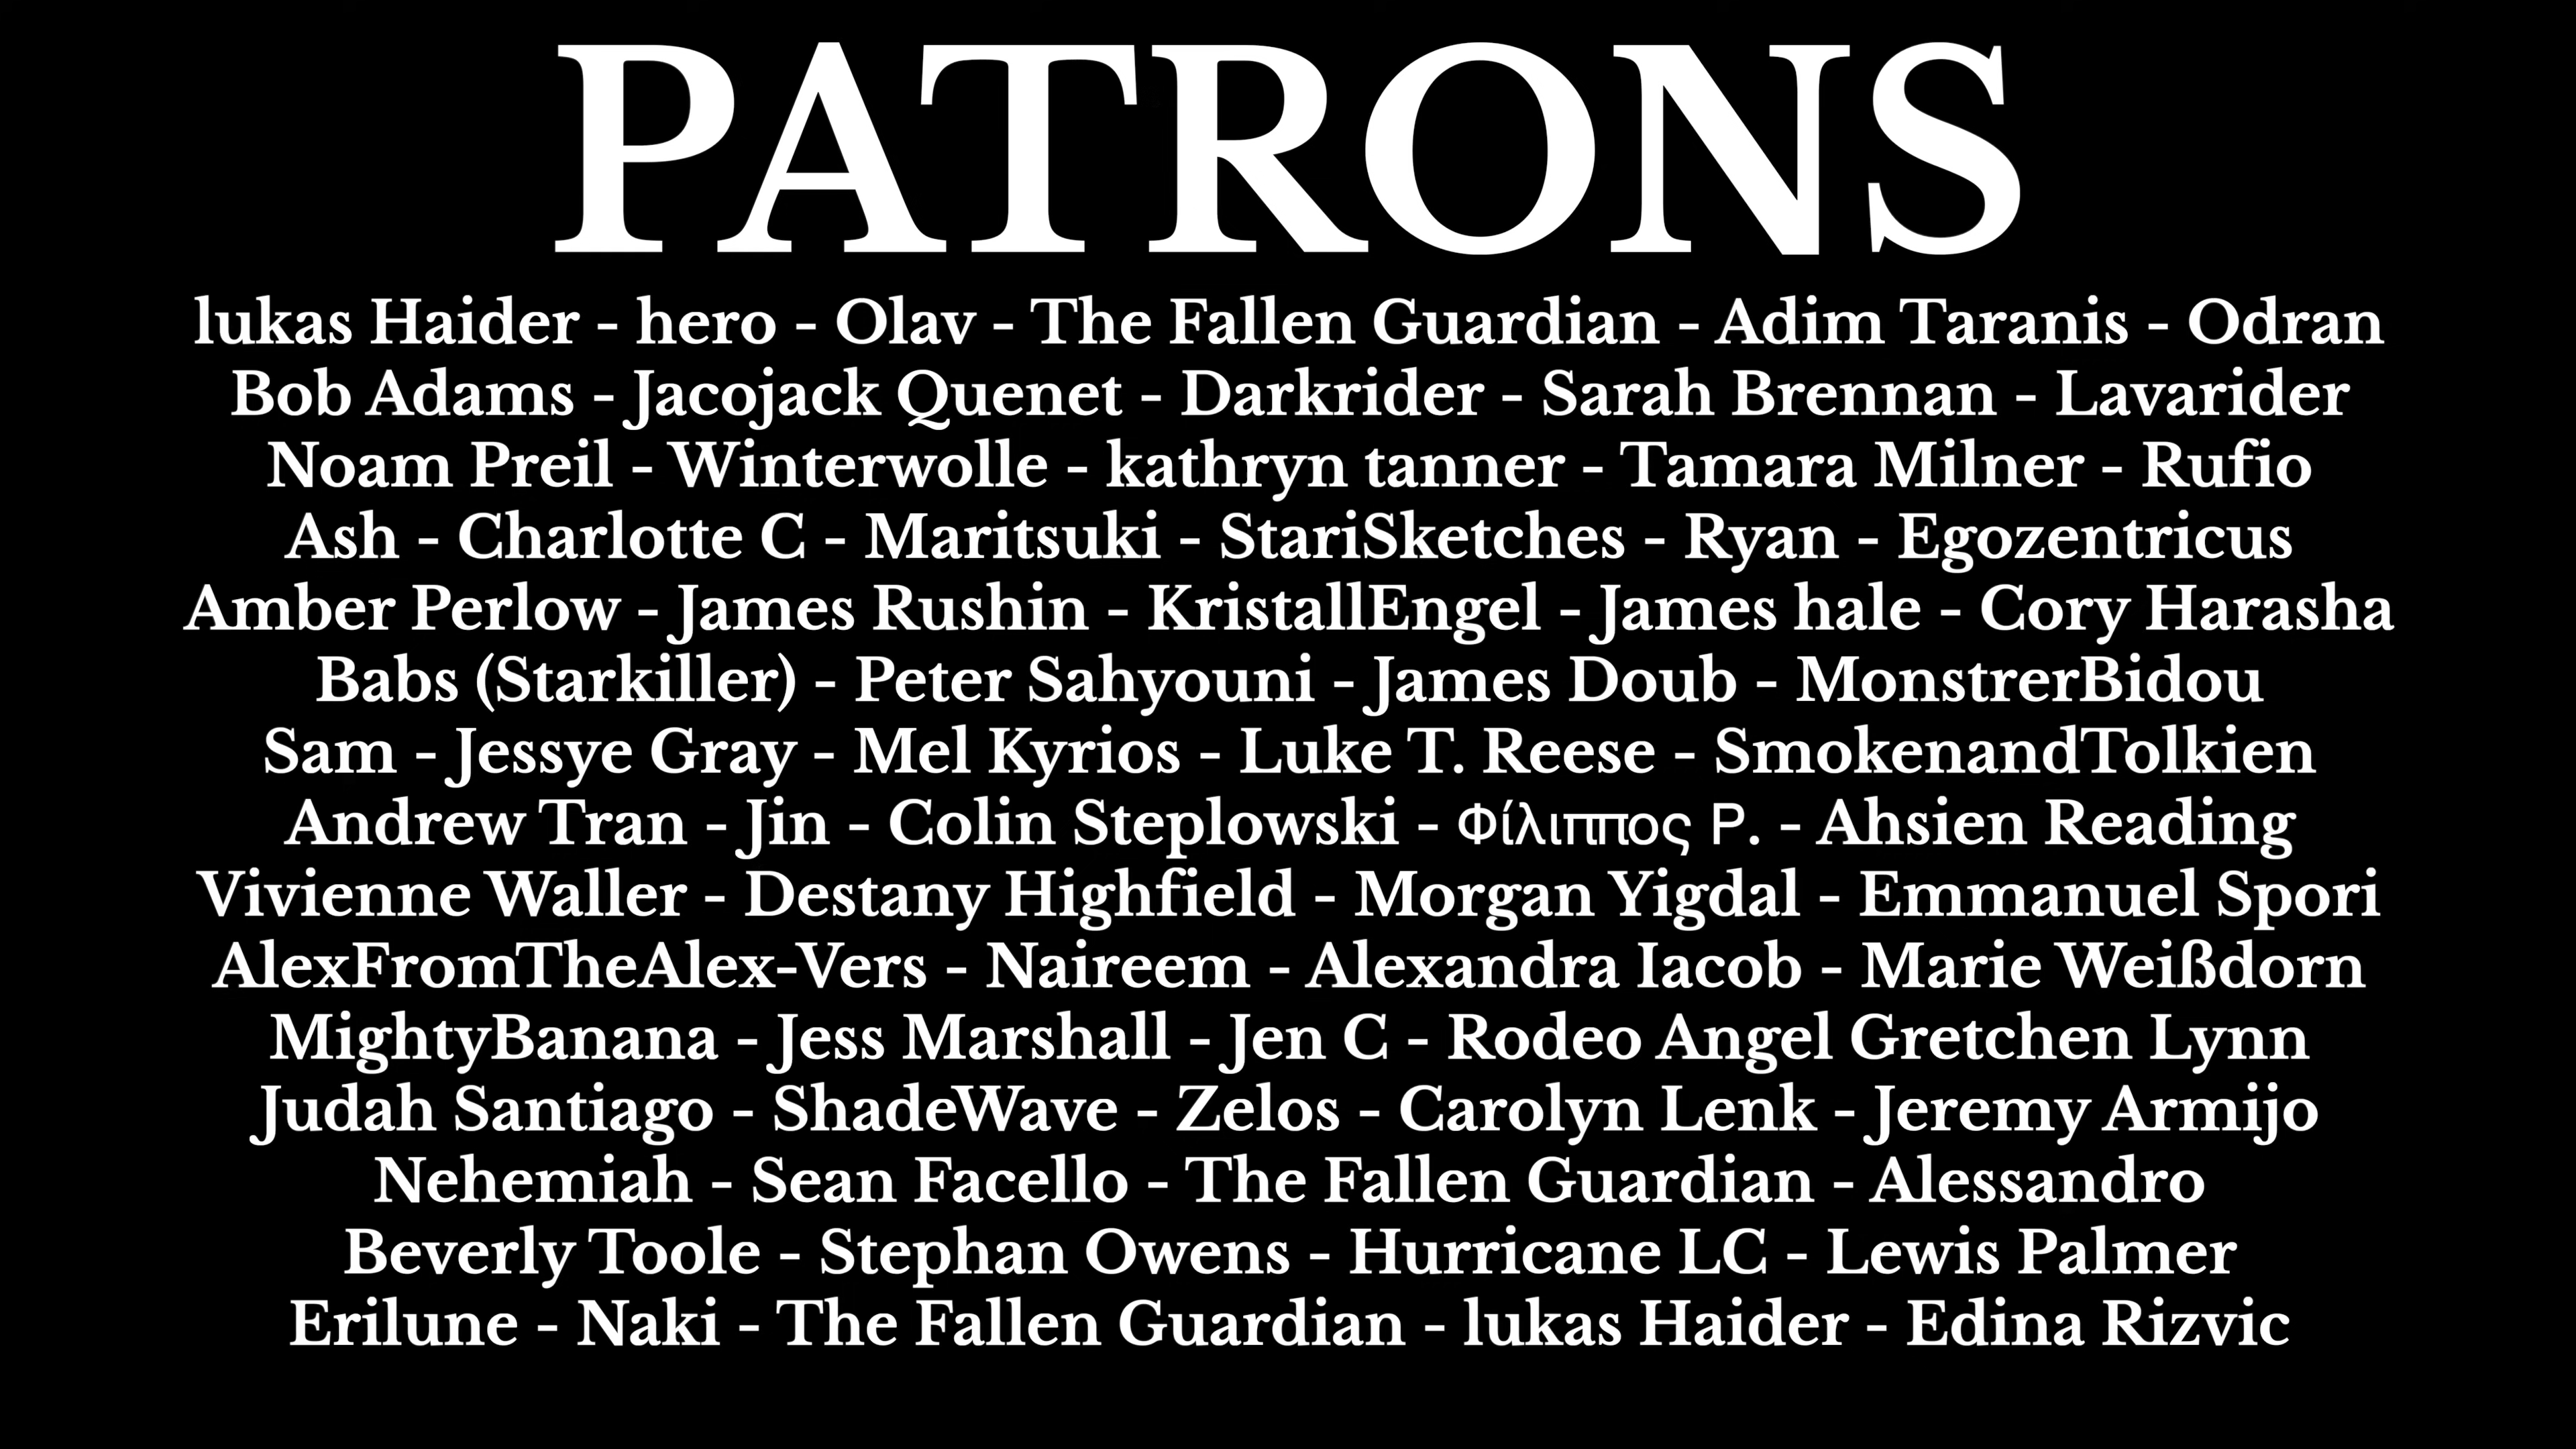 PATRONS
lukas Haider - hero - Olav - The Fallen Guardian - Adim Taranis - Odran
Bob Adams - Jacojack Quenet - Darkrider - Sarah Brennan - Lavarider
Noam Preil - Winterwolle - kathryn tanner - Tamara Milner - Rufio
Ash - Charlotte C - Maritsuki - StariSketches - Ryan - Egozentricus
Amber Perlow - James Rushin - KristallEngel - James hale - Cory Harasha
Babs (Starkiller) - Peter Sahyouni - James Doub - MonstrerBidou
Sam - Jessye Gray - Mel Kyrios - Luke T. Reese - SmokenandTolkien
Andrew Tran - Jin - Colin Steplowski - Φίλιππος Ρ. - Ahsien Reading
Vivienne Waller - Destany Highfield - Morgan Yigdal - Emmanuel Spori
AlexFromTheAlex-Vers - Naireem - Alexandra Iacob - Marie Weißdorn
MightyBanana - Jess Marshall - Jen C - Rodeo Angel Gretchen Lynn
Judah Santiago - ShadeWave - Zelos - Carolyn Lenk - Jeremy Armijo
Nehemiah - Sean Facello - The Fallen Guardian - Alessandro
Beverly Toole - Stephan Owens - Hurricane LC - Lewis Palmer
Erilune - Naki - The Fallen Guardian - lukas Haider - Edina Rizvic